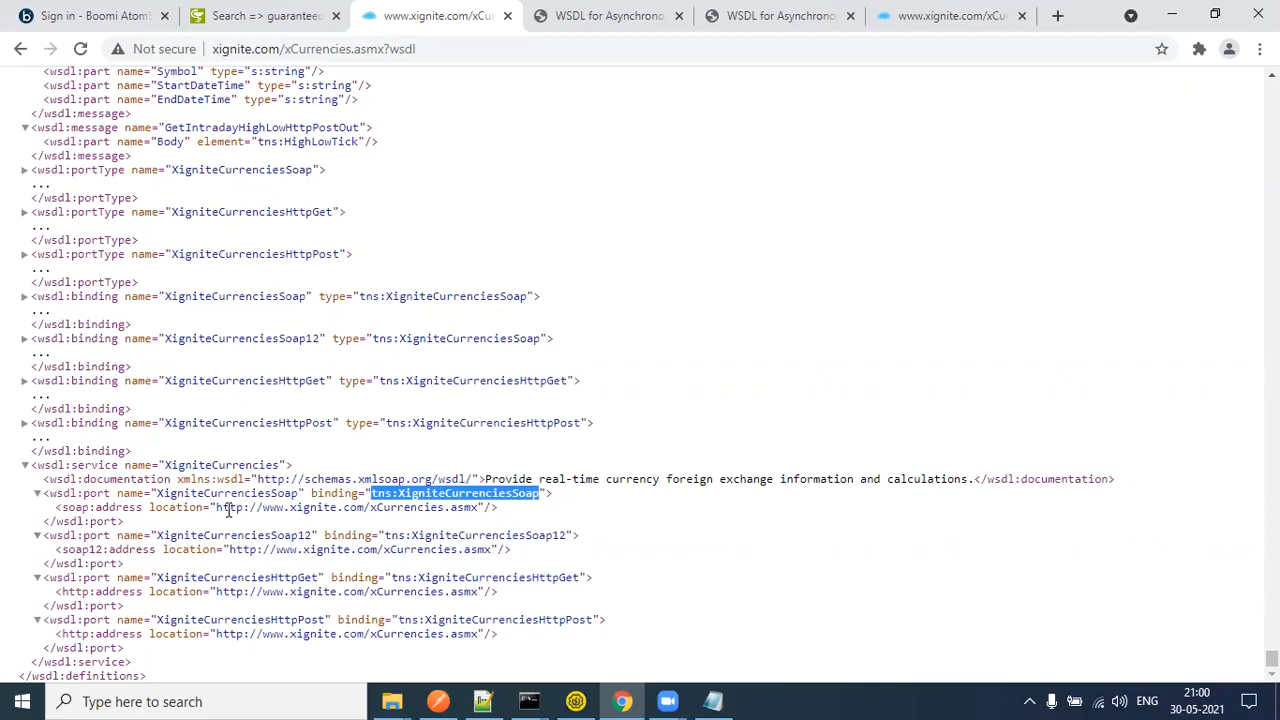 Sign in - Boomi AtomS
Search => guaranteed
www.xignite.com/xCur
WSDL for Asynchrono
WSDL for Asynchrono
www.xignite.com/xCur
Not secure
xignite.com/xCurrencies.asmx?wsdl
<wsdl:part name="Symbol" type="s:string"/>
<wsdl:part name="StartDateTime" type="s:string"/>
<wsdl:part name="EndDateTime" type="s:string"/>
</wsdl:message>
<wsdl:message name="GetIntradayHighLowHttpPostOut">
<wsdl:part name="Body" element="tns:HighLowTick"/>
</wsdl:message>
<wsdl:portType name="XigniteCurrenciesSoap">
...
</wsdl:portType>
<wsdl:portType name="XigniteCurrenciesHttpGet">
...
</wsdl:portType>
<wsdl:portType name="XigniteCurrenciesHttpPost">
...
</wsdl:portType>
<wsdl:binding name="XigniteCurrenciesSoap" type="tns:XigniteCurrenciesSoap">
...
</wsdl:binding>
<wsdl:binding name="XigniteCurrenciesSoap12" type="tns:XigniteCurrenciesSoap">
...
</wsdl:binding>
<wsdl:binding name="XigniteCurrenciesHttpGet" type="tns:XigniteCurrenciesHttpGet">
...
</wsdl:binding>
<wsdl:binding name="XigniteCurrenciesHttpPost" type="tns:XigniteCurrenciesHttpPost">
...
</wsdl:binding>
<wsdl:service name="XigniteCurrencies">
<wsdl:documentation xmlns:wsdl="http://schemas.xmlsoap.org/wsdl/">Provide real-time currency foreign exchange information and calculations.</wsdl:documentation>
<wsdl:port name="XigniteCurrenciesSoap" binding="tns:XigniteCurrenciesSoap">
<soap:address location="http://www.xignite.com/xCurrencies.asmx"/>
</wsdl:port>
<wsdl:port name="XigniteCurrenciesSoap12" binding="tns:XigniteCurrenciesSoap12">
<soap12:address location="http://www.xignite.com/xCurrencies.asmx"/>
</wsdl:port>
<wsdl:port name="XigniteCurrenciesHttpGet" binding="tns:XigniteCurrenciesHttpGet">
<http:address location="http://www.xignite.com/xCurrencies.asmx"/>
</wsdl:port>
<wsdl:port name="XigniteCurrenciesHttpPost" binding="tns:XigniteCurrenciesHttpPost">
<http:address location="http://www.xignite.com/xCurrencies.asmx"/>
</wsdl:port>
</wsdl:service>
</wsdl:definitions>
Type here to search
ENG
21:00
30-05-2021